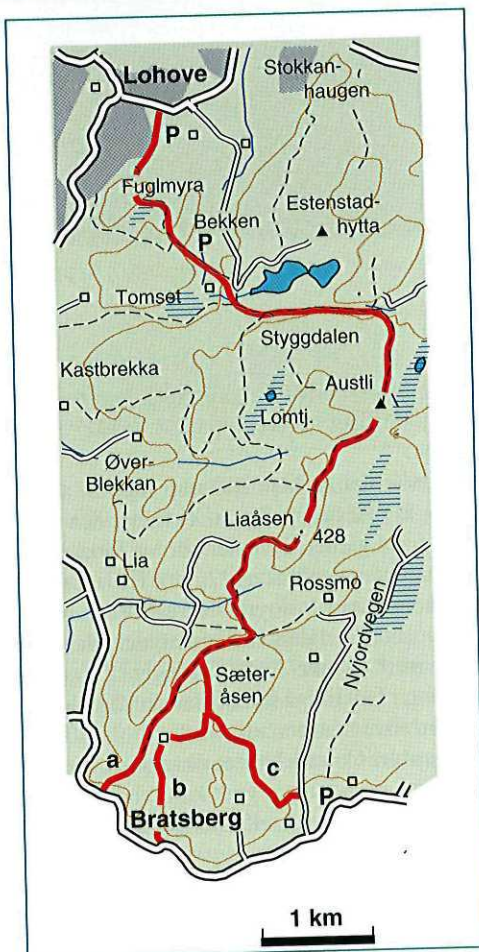 Lohove
Stokkan-
haugen
P
Fuglmyra
Estenstad-
hytta
Bekken
P
Tomset
Styggdalen
Kastbrekka
Austli
Lomtj.
Øver-
Blekkan
Liaåsen
428
Lia
Rossmo
Nyjordvegen
Sæter-
åsen
a
b
c
P
Bratsberg
1 km